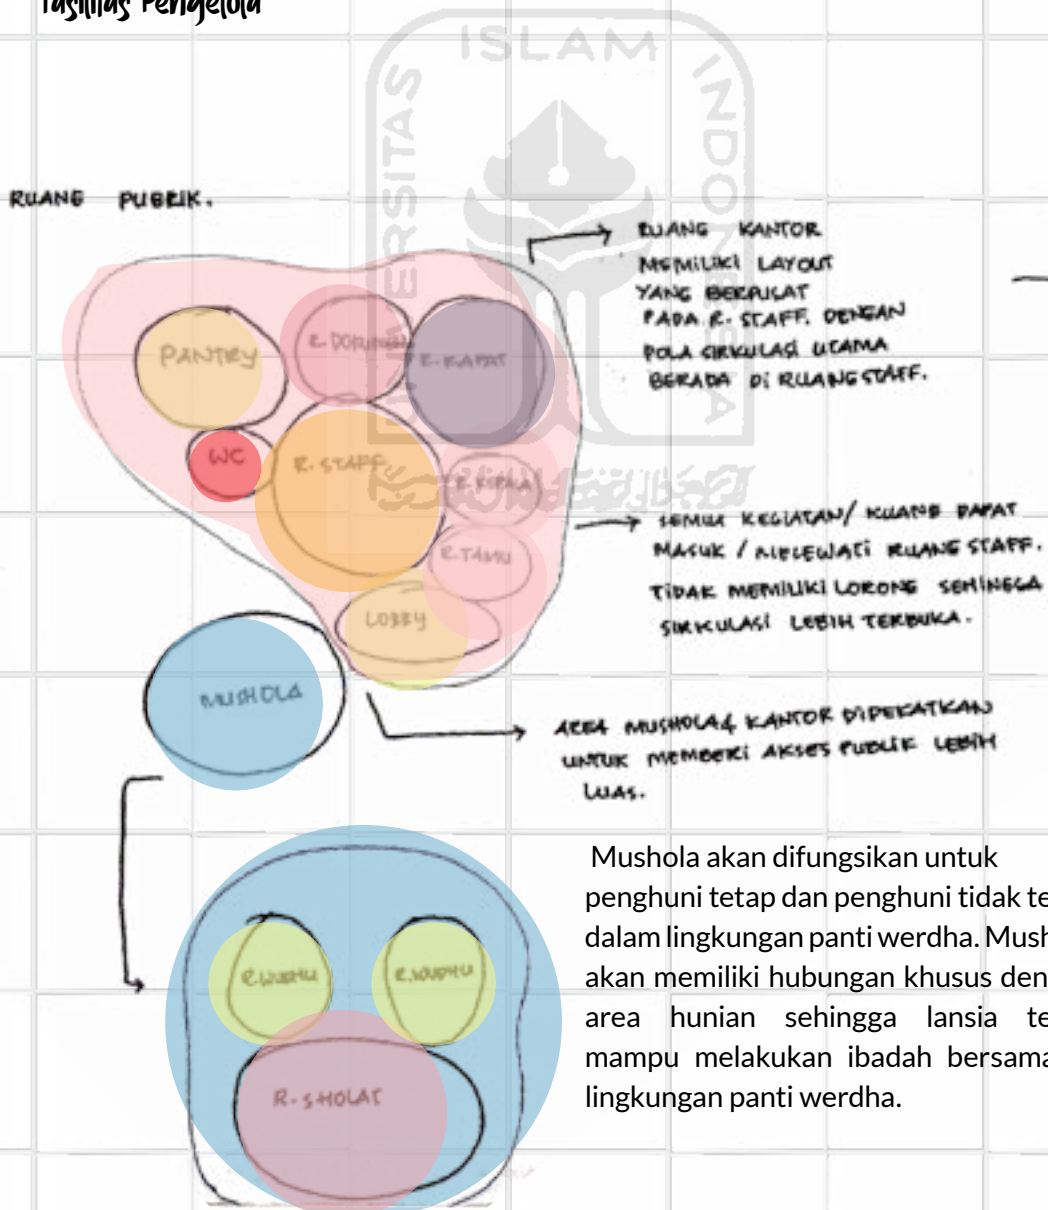 Fasilitas Pengelola
ISLAM
UNIVERSITAS
INDONESIA
RUANG PUBLIK.
RUANG KANTOR
MEMILIKI LAYOUT
YANG BERPUSAT
PADA R. STAFF. DENGAN
POLA SIRKULASI UTAMA
BERADA Di RUANG STAFF.
PANTRY
R. RAPAT
WC
R. STAFF
R. KEPALA
R. TAMU
LOBBY
SEMUA KEGIATAN / RUANG DAPAT
MASUK / MELEWATI RUANG STAFF.
TIDAK MEMILIKI LORONG SEHINGGA
SIRKULASI LEBIH TERBUKA.
MUSHOLA
AREA MUSHOLA & KANTOR DIDEKATKAN
UNTUK MEMBERI AKSES PUBLIK LEBIH
LUAS.
Mushola akan difungsikan untuk
penghuni tetap dan penghuni tidak te
dalam lingkungan panti werdha. Mush
akan memiliki hubungan khusus den
area hunian sehingga lansia te
mampu melakukan ibadah bersama
lingkungan panti werdha.
R. WUDHU
R. WUDHU
R. SHOLAT